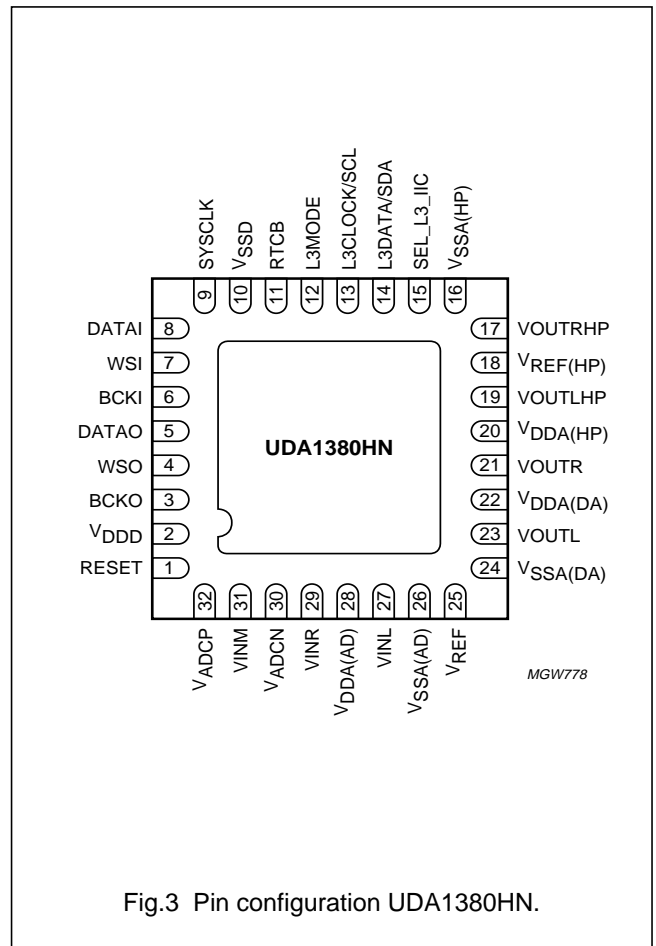 SYSCLK
VSSD
RTCB
L3MODE
L3CLOCK/SCL
L3DATA/SDA
SEL_L3_IIC
VSSA(HP)
9
10
11
12
13
14
15
16
DATAI 8
WSI 7
BCKI 6
DATAO 5
WSO 4
BCKO 3
VDDD 2
RESET 1
UDA1380HN
17 VOUTRHP
18 VREF(HP)
19 VOUTLHP
20 VDDA(HP)
21 VOUTR
22 VDDA(DA)
23 VOUTL
24 VSSA(DA)
32
31
30
29
28
27
26
25
VADCP
VINM
VADCN
VINR
VDDA(AD)
VINL
VSSA(AD)
VREF
MGW778
Fig.3 Pin configuration UDA1380HN.